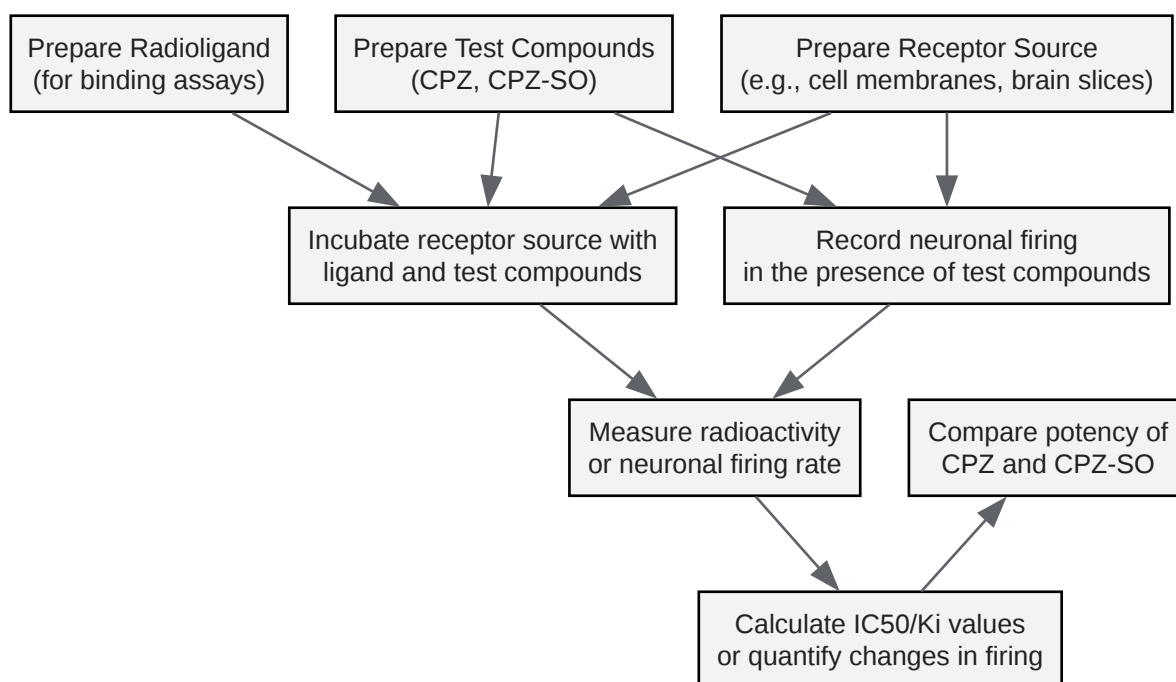 Prepare Radioligand
(for binding assays)
Prepare Test Compounds
(CPZ, CPZ-SO)
Prepare Receptor Source
(e.g., cell membranes, brain slices)
Incubate receptor source with
ligand and test compounds
Record neuronal firing
in the presence of test compounds
Measure radioactivity
or neuronal firing rate
Compare potency of
CPZ and CPZ-SO
Calculate IC50/Ki values
or quantify changes in firing